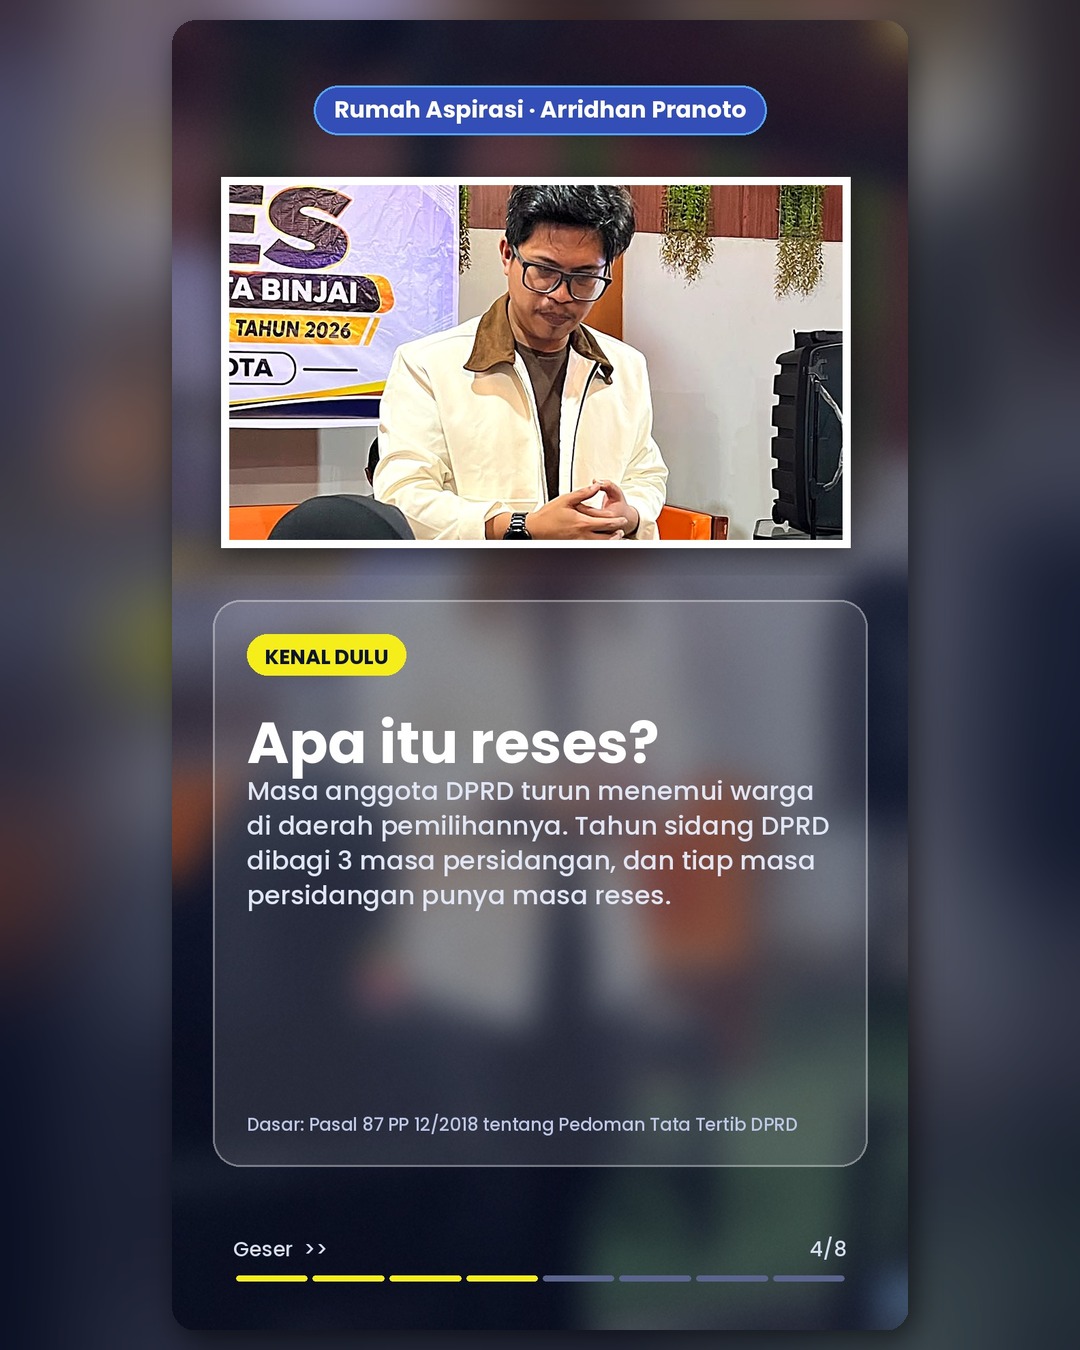 Rumah Aspirasi · Arridhan Pranoto
ES
TA BINJAI
TAHUN 2026
OTA
KENAL DULU
Apa itu reses?
Masa anggota DPRD turun menemui warga
di daerah pemilihannya. Tahun sidang DPRD
dibagi 3 masa persidangan, dan tiap masa
persidangan punya masa reses.
Dasar: Pasal 87 PP 12/2018 tentang Pedoman Tata Tertib DPRD
Geser >>
4/8